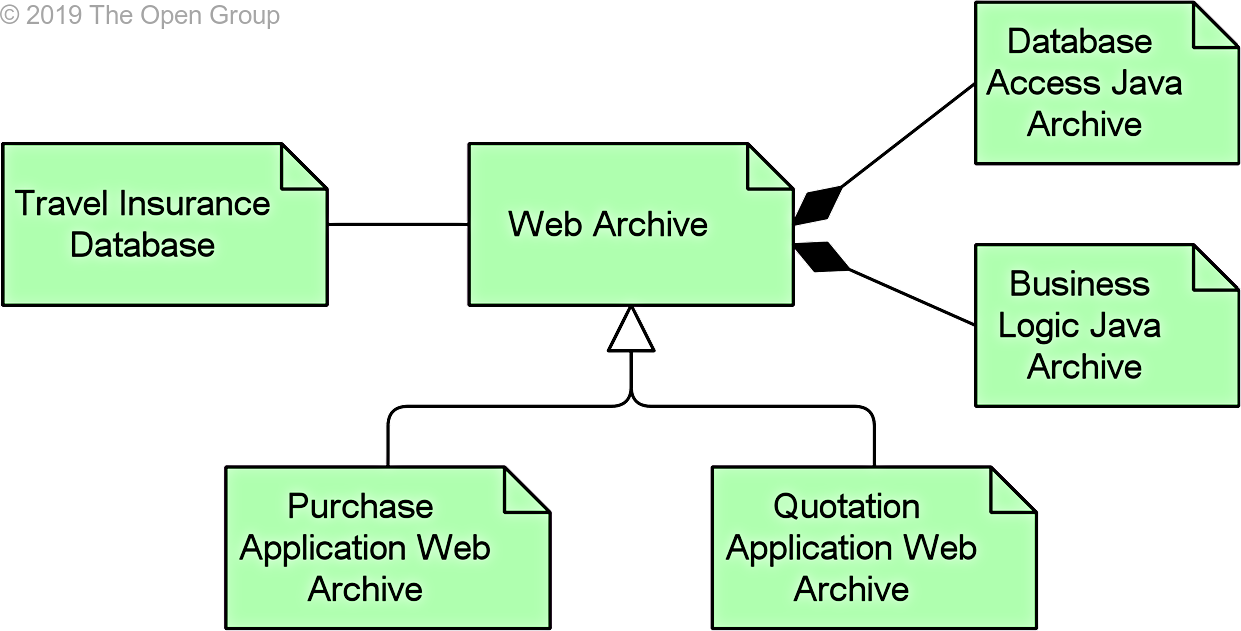 © 2019 The Open Group
Database
Access Java
Archive
Travel Insurance
Database
Web Archive
Business
Logic Java
Archive
Purchase
Application Web
Archive
Quotation
Application Web
Archive